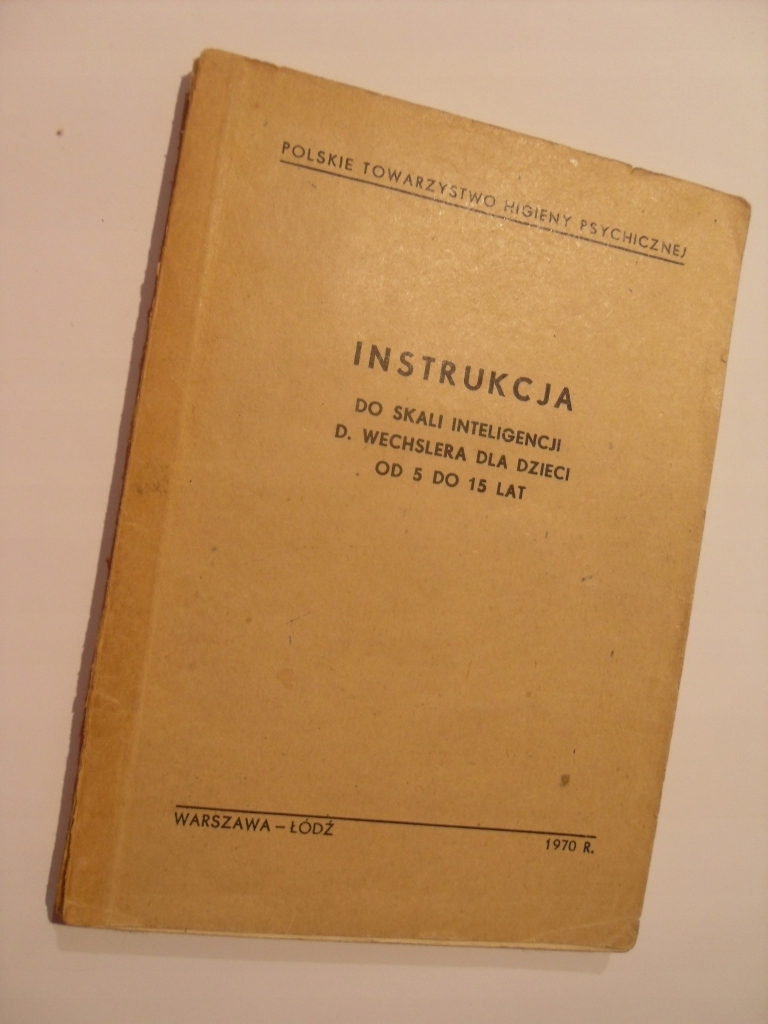 POLSKIE TOWARZYSTWO HIGIENY PSYCHICZNEJ
INSTRUKCJA
DO SKALI INTELIGENCJI
D. WECHSLERA DLA DZIECI
OD 5 DO 15 LAT
WARSZAWA – ŁÓDŹ
1970 R.